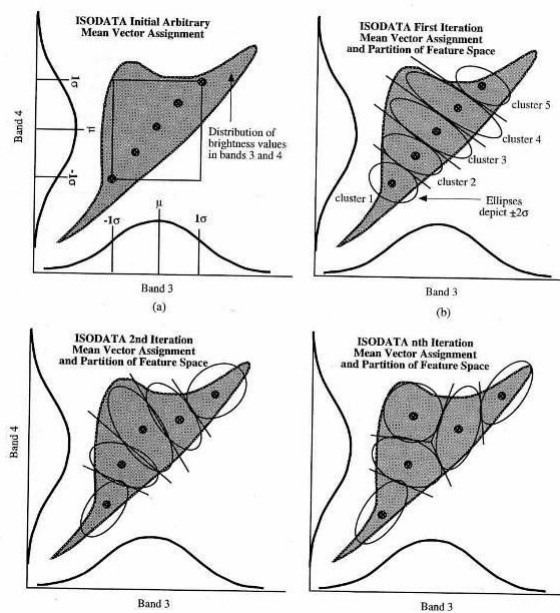 ISODATA Initial Arbitrary
Mean Vector Assignment
1σ
μ
-1σ
Band 4
Distribution of
brightness values
in bands 3 and 4
-1σ
μ
1σ
Band 3
(a)
ISODATA First Iteration
Mean Vector Assignment
and Partition of Feature Space
cluster 5
cluster 4
cluster 3
cluster 2
cluster 1
Ellipses
depict ±2σ
Band 3
(b)
ISODATA 2nd Iteration
Mean Vector Assignment
and Partition of Feature Space
Band 4
Band 3
ISODATA nth Iteration
Mean Vector Assignment
and Partition of Feature Space
Band 3